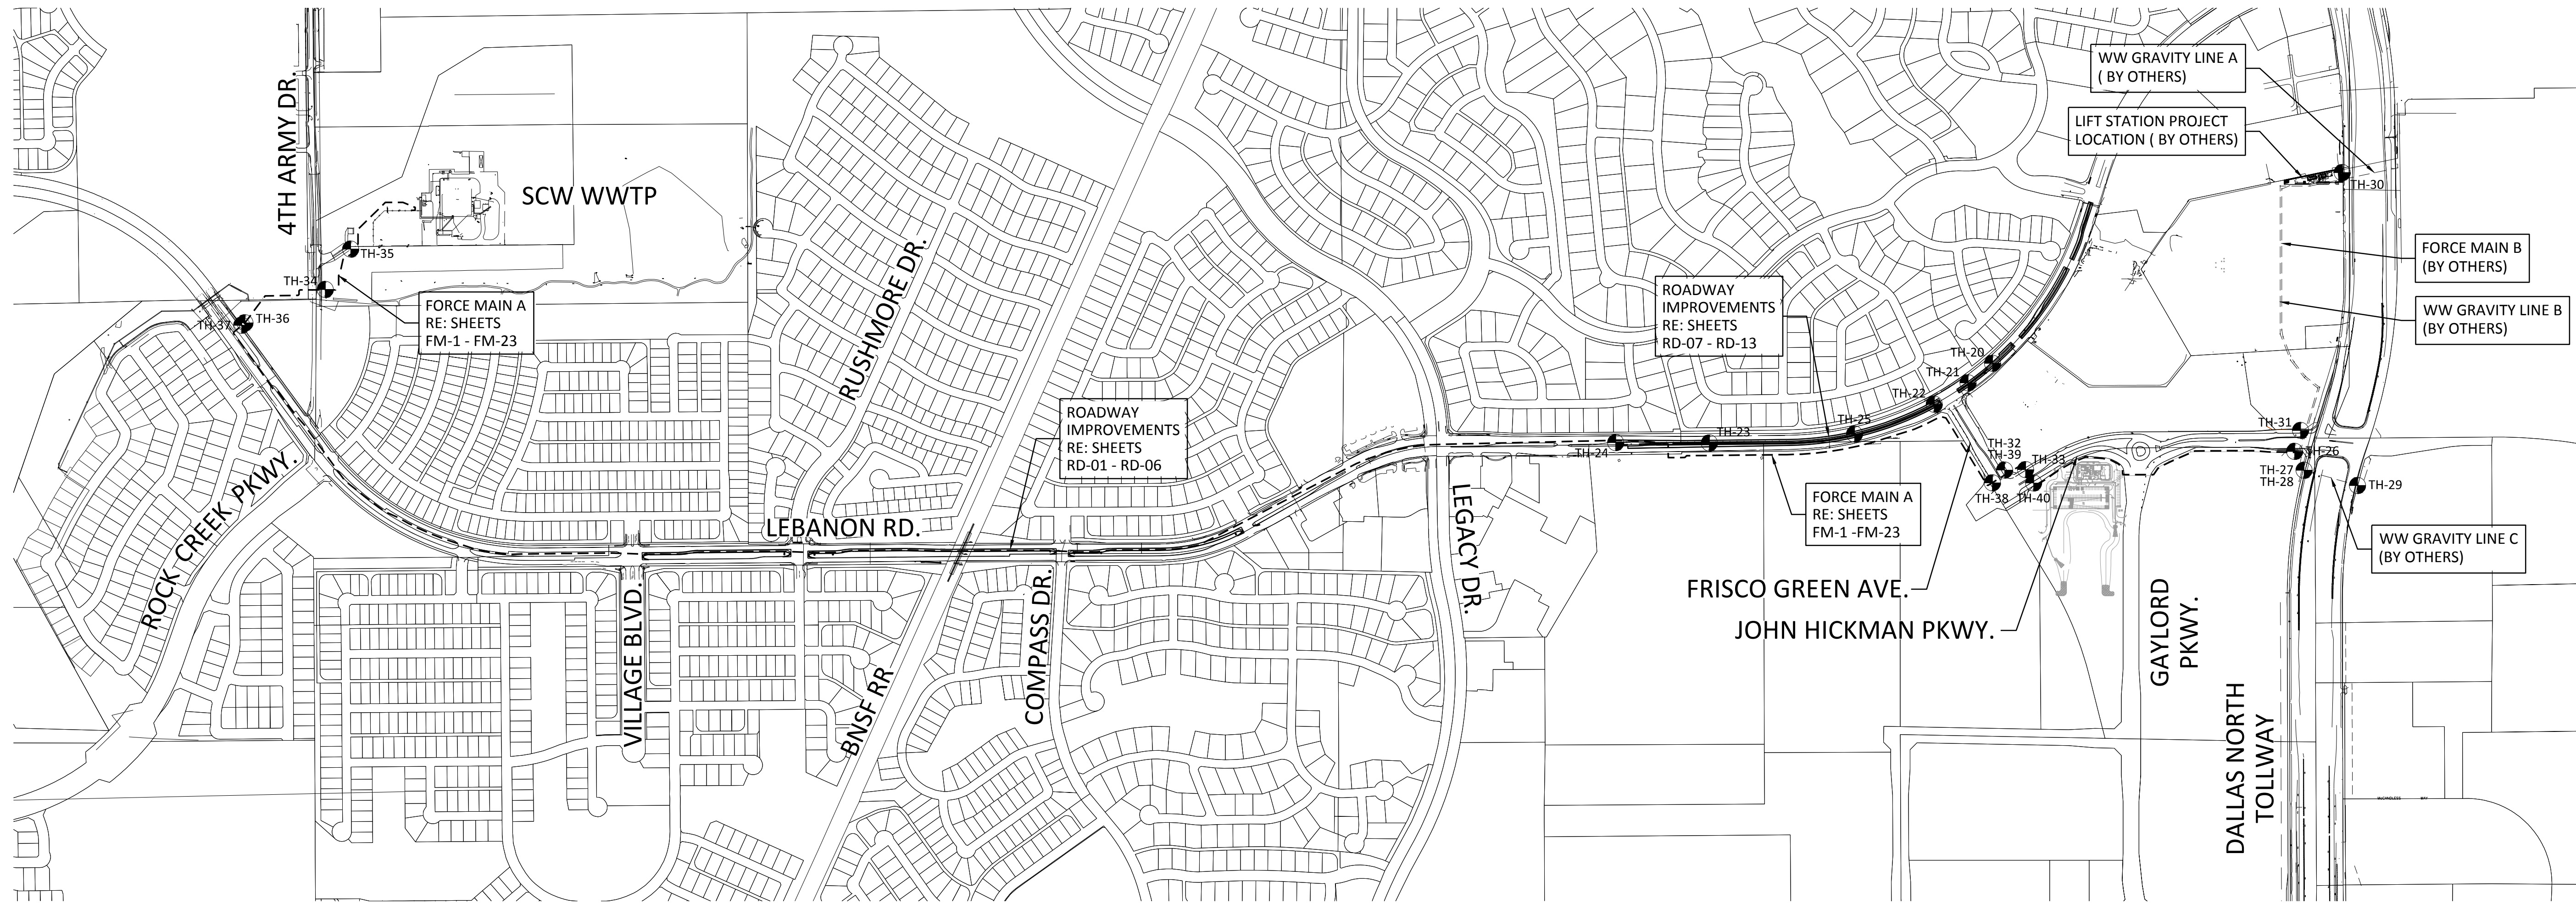 WW GRAVITY LINE A
( BY OTHERS)
LIFT STATION PROJECT
LOCATION ( BY OTHERS)
TH-30
4TH ARMY DR.
SCW WWTP
TH-35
TH-34
TH-36
TH-37
FORCE MAIN A
RE: SHEETS
FM-1 - FM-23
RUSHMORE DR.
FORCE MAIN B
(BY OTHERS)
WW GRAVITY LINE B
(BY OTHERS)
ROADWAY
IMPROVEMENTS
RE: SHEETS
RD-07 - RD-13
TH-20
TH-21
TH-22
TH-25
TH-23
TH-24
ROADWAY
IMPROVEMENTS
RE: SHEETS
RD-01 - RD-06
TH-31
TH-26
TH-27
TH-28
TH-29
TH-32
TH-39
TH-33
TH-38
TH-40
FORCE MAIN A
RE: SHEETS
FM-1 -FM-23
WW GRAVITY LINE C
(BY OTHERS)
ROCK CREEK PKWY.
LEBANON RD.
LEGACY DR.
FRISCO GREEN AVE.
JOHN HICKMAN PKWY.
VILLAGE BLVD.
BNSF RR
COMPASS DR.
GAYLORD
PKWY.
DALLAS NORTH
TOLLWAY